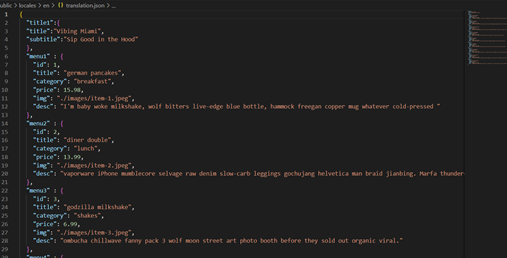 ublic > locales > en > {} translation.json > ...
1 {
2 "title1":{
3 "title":"Vibing Miami",
4 "subtitle":"Sip Good in the Hood"
5 },
6 "menu1" : {
7 "id": 1,
8 "title": "german pancakes",
9 "category": "breakfast",
10 "price": 15.98,
11 "img": "./images/item-1.jpeg",
12 "desc": "I'm baby woke milkshake, wolf bitters live-edge blue bottle, hammock freegan copper mug whatever cold-pressed "
13 },
14 "menu2" : {
15 "id": 2,
16 "title": "diner double",
17 "category": "lunch",
18 "price": 13.99,
19 "img": "./images/item-2.jpeg",
20 "desc": "vaporware iPhone mumblecore selvage raw denim slow-carb leggings gochujang helvetica man braid jianbing. Marfa thunder
21 },
22 "menu3" : {
23 "id": 3,
24 "title": "godzilla milkshake",
25 "category": "shakes",
26 "price": 6.99,
27 "img": "./images/item-3.jpeg",
28 "desc": "ombucha chillwave fanny pack 3 wolf moon street art photo booth before they sold out organic viral."
29 },